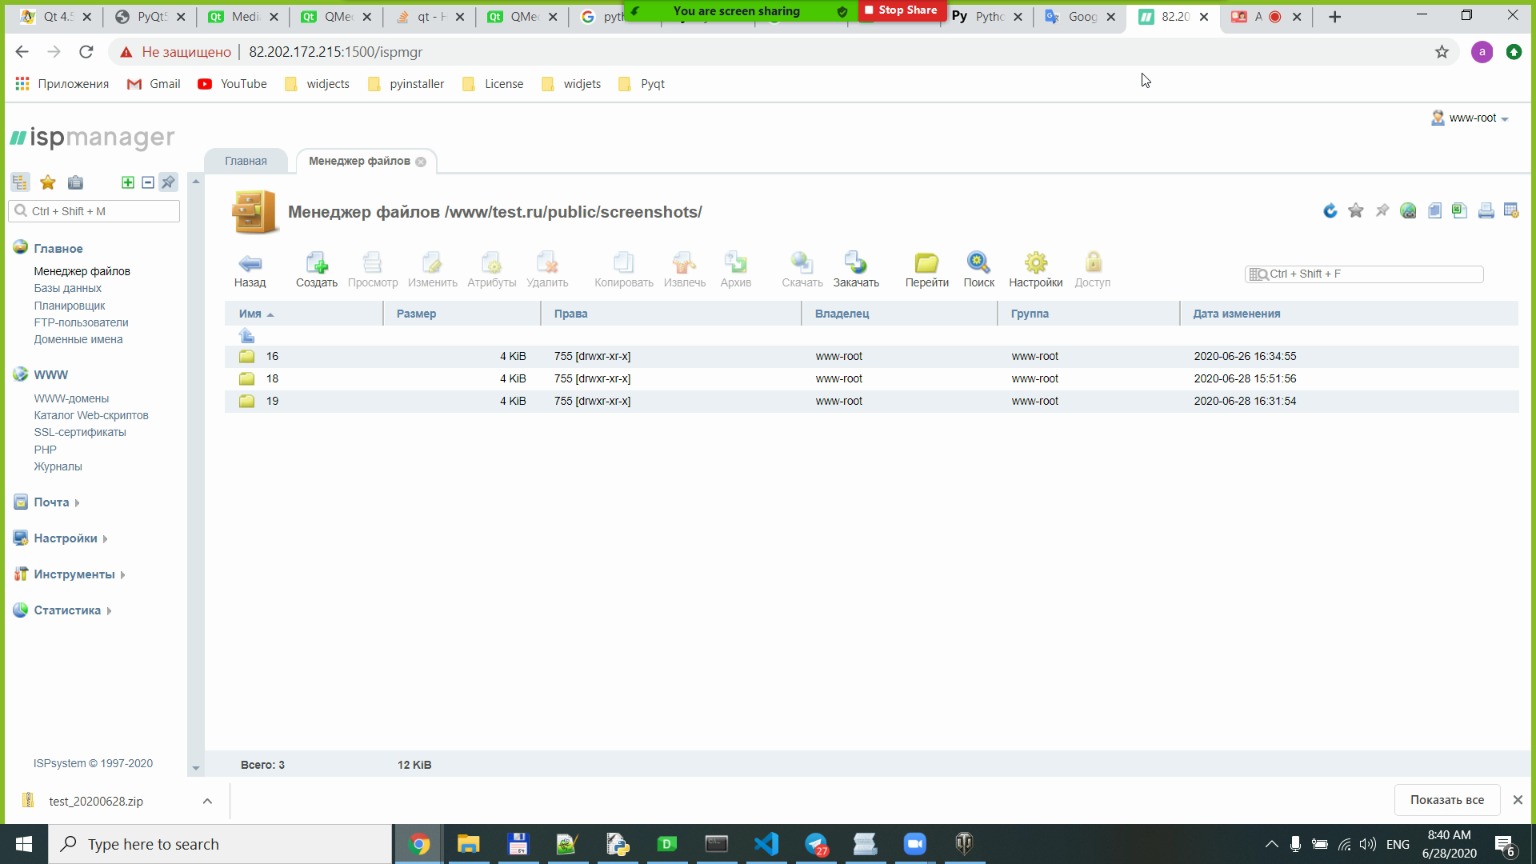 Qt 4.5
PyQt5
Medi
QMe
qt - H
QMe
pyth
You are screen sharing
Stop Share
Pytho
Goog
82.20
A
Не защищено
82.202.172.215:1500/ispmgr
a
Приложения
Gmail
YouTube
widjects
pyinstaller
License
widjets
Pyqt
ispmanager
www-root
Главная
Менеджер файлов
Ctrl + Shift + M
Менеджер файлов /www/test.ru/public/screenshots/
Главное
Менеджер файлов
Базы данных
Планировщик
FTP-пользователи
Доменные имена
WWW
WWW-домены
Каталог Web-скриптов
SSL-сертификаты
PHP
Журналы
Почта
Настройки
Инструменты
Статистика
ISPsystem © 1997-2020
Назад
Создать
Просмотр
Изменить
Атрибуты
Удалить
Копировать
Извлечь
Архив
Скачать
Закачать
Перейти
Поиск
Настройки
Доступ
Ctrl + Shift + F
Имя Размер Права Владелец Группа Дата изменения
16 4 KiB 755 [drwxr-xr-x] www-root www-root 2020-06-26 16:34:55
18 4 KiB 755 [drwxr-xr-x] www-root www-root 2020-06-28 15:51:56
19 4 KiB 755 [drwxr-xr-x] www-root www-root 2020-06-28 16:31:54
Всего: 3 12 KiB
test_20200628.zip
Показать все
Type here to search
27
ENG
8:40 AM
6/28/2020
6